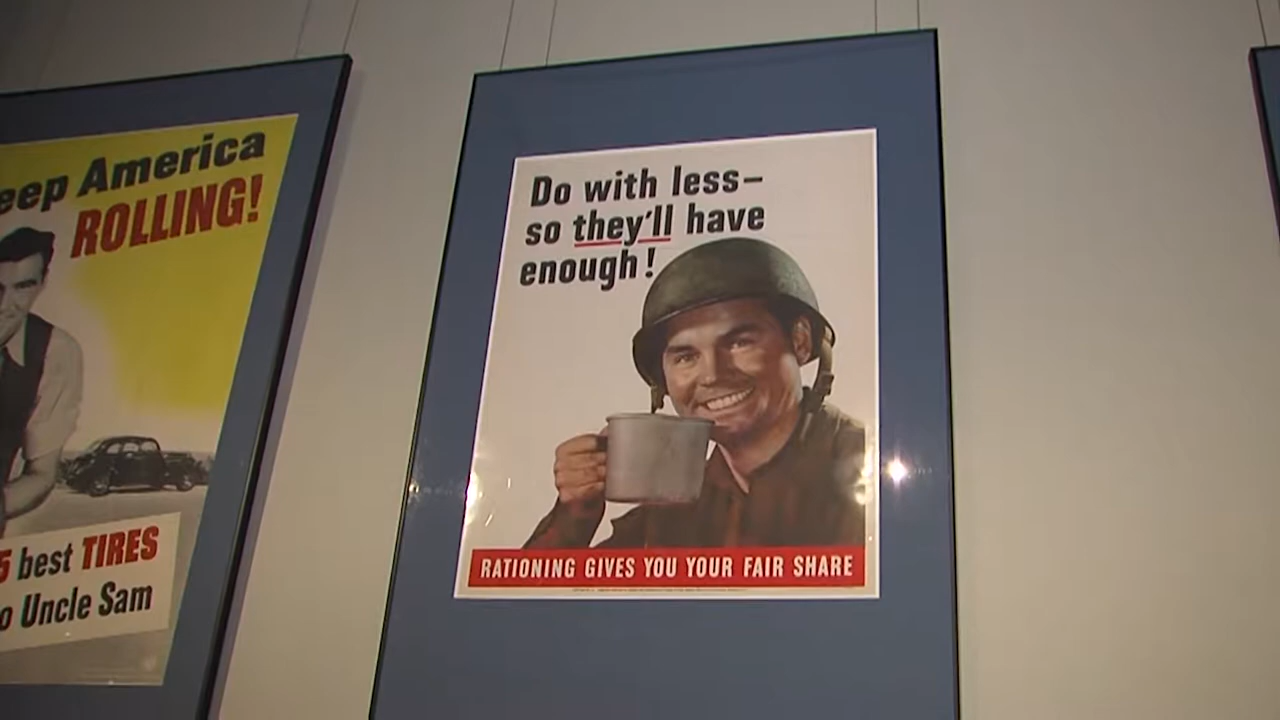 America
ROLLING!
5 best TIRES
Uncle Sam
Do with less—
so they'll have
enough!
RATIONING GIVES YOU YOUR FAIR SHARE